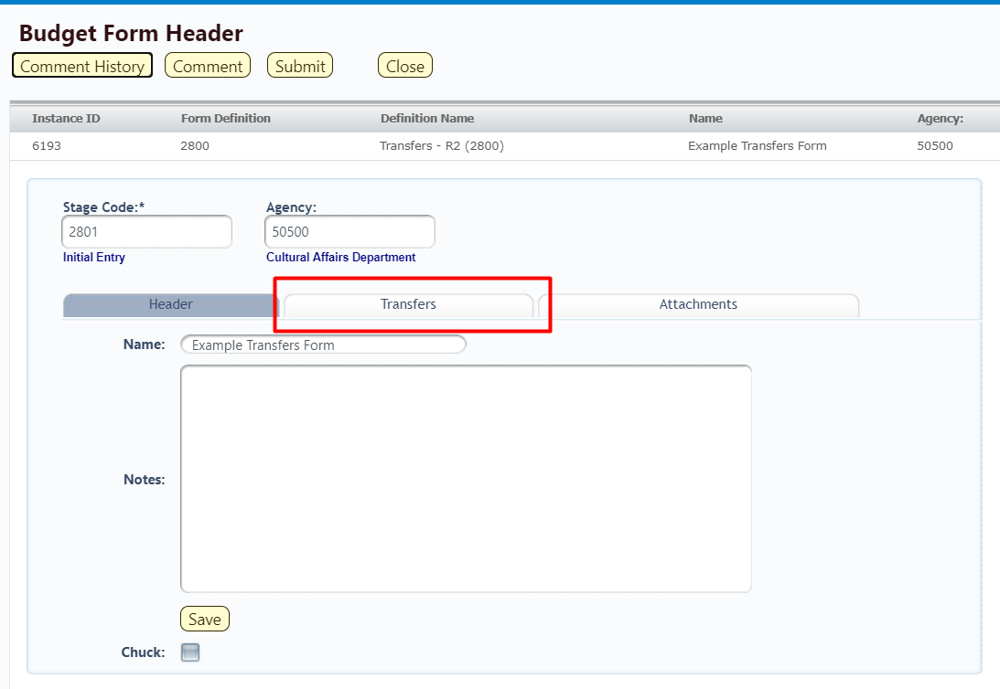 Budget Form Header
Comment History Comment Submit Close
Instance ID Form Definition Definition Name Name Agency:
6193 2800 Transfers - R2 (2800) Example Transfers Form 50500
Stage Code:* Agency:
2801 50500
Initial Entry Cultural Affairs Department
Header Transfers Attachments
Name: Example Transfers Form
Notes:
Save
Chuck: